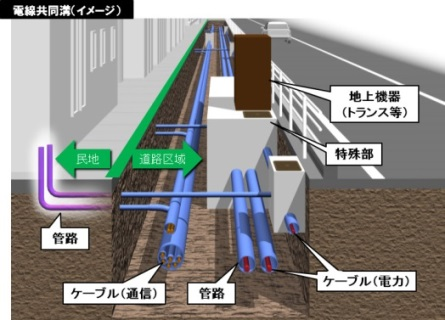 電線共同溝(イメージ)
地上機器
(トランス等)
特殊部
民地
道路区域
管路
ケーブル(通信)
管路
ケーブル(電力)